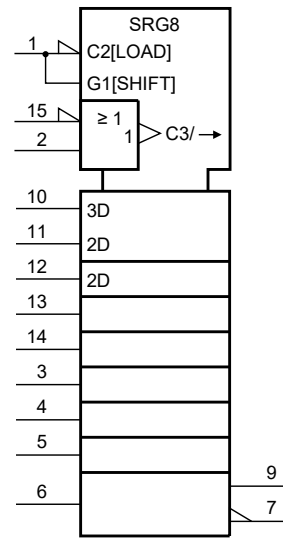 SRG8
1 C2[LOAD]
G1[SHIFT]
15 ≥ 1
2 1 C3/ →
10 3D
11 2D
12 2D
13
14
3
4
5
9
6
7